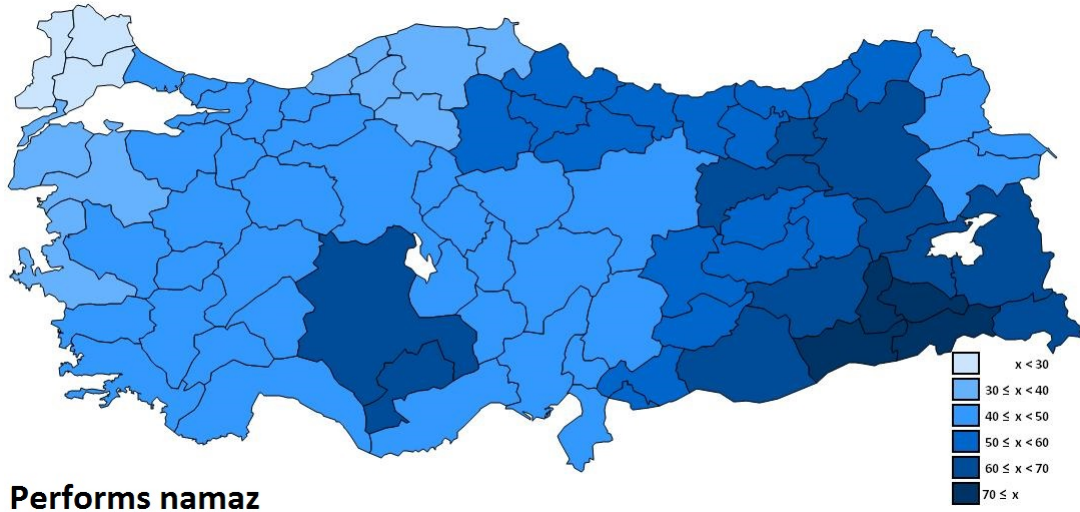 x < 30
30 ≤ x < 40
40 ≤ x < 50
50 ≤ x < 60
60 ≤ x < 70
70 ≤ x
Performs namaz